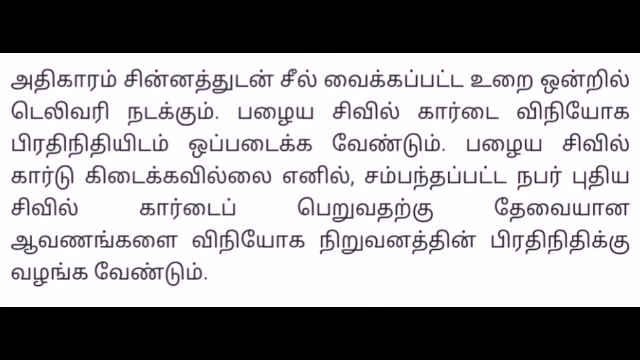 அதிகாரம் சின்னத்துடன் சீல் வைக்கப்பட்ட உறை ஒன்றில்
டெலிவரி நடக்கும். பழைய சிவில் கார்டை விநியோக
பிரதிநிதியிடம் ஒப்படைக்க வேண்டும். பழைய சிவில்
கார்டு கிடைக்கவில்லை எனில், சம்பந்தப்பட்ட நபர் புதிய
சிவில் கார்டைப் பெறுவதற்கு தேவையான
ஆவணங்களை விநியோக நிறுவனத்தின் பிரதிநிதிக்கு
வழங்க வேண்டும்.